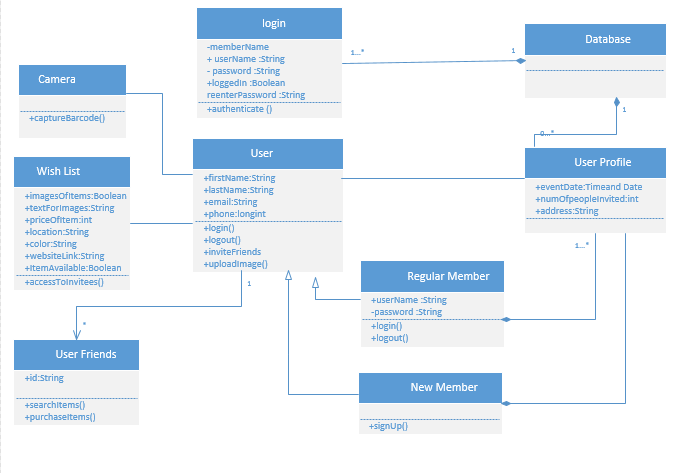 login
-memberName
+ userName :String
- password :String
+loggedIn :Boolean
reenterPassword :String
+authenticate ()
1...*
1
Database
1
0...*
Camera
+captureBarcode()
User
+firstName:String
+lastName:String
+email:String
+phone:longint
+login()
+logout()
+inviteFriends
+uploadImage()
User Profile
+eventDate:Timeand Date
+numOfpeopleInvited:int
+address:String
1...*
Wish List
+imagesOfItems:Boolean
+textForImages:String
+priceOfItem:int
+location:String
+color:String
+websiteLink:String
+ItemAvailable:Boolean
+accessToInvitees()
1
*
Regular Member
+userName :String
-password :String
+login()
+logout()
User Friends
+id:String
+searchItems()
+purchaseItems()
New Member
+signUp()